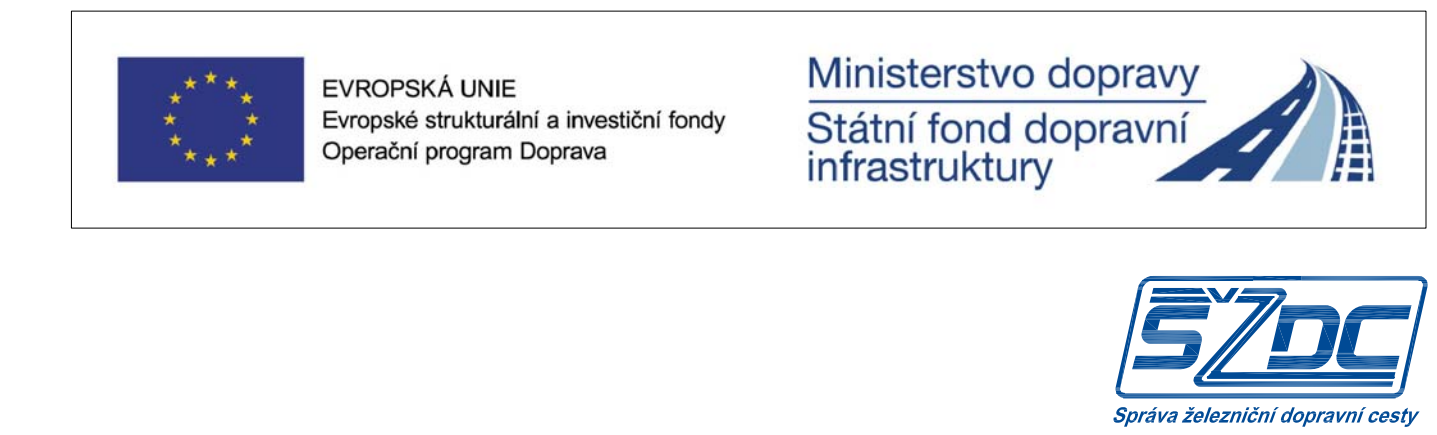 EVROPSKÁ UNIE
Evropské strukturální a investiční fondy
Operační program Doprava
Ministerstvo dopravy
Státní fond dopravní
infrastruktury
SŽDC
Správa železniční dopravní cesty